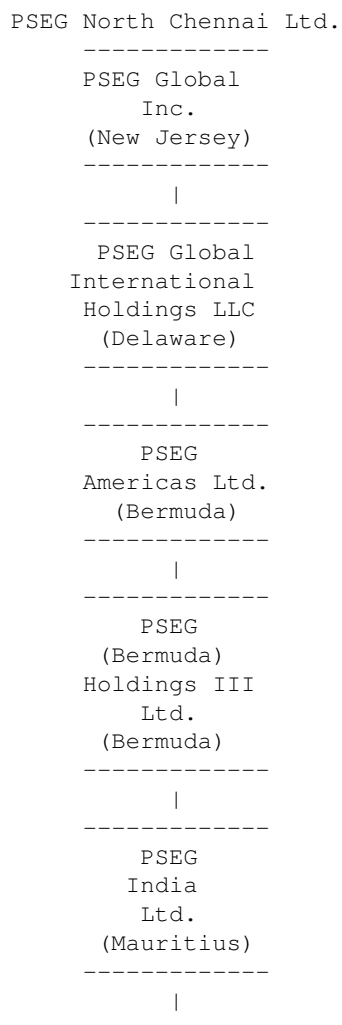 PSEG North Chennai Ltd.
-------------
PSEG Global
Inc.
(New Jersey)
-------------
|
-------------
PSEG Global
International
Holdings LLC
(Delaware)
-------------
|
-------------
PSEG
Americas Ltd.
(Bermuda)
-------------
|
-------------
PSEG
(Bermuda)
Holdings III
Ltd.
(Bermuda)
-------------
|
-------------
PSEG
India
Ltd.
(Mauritius)
-------------
|